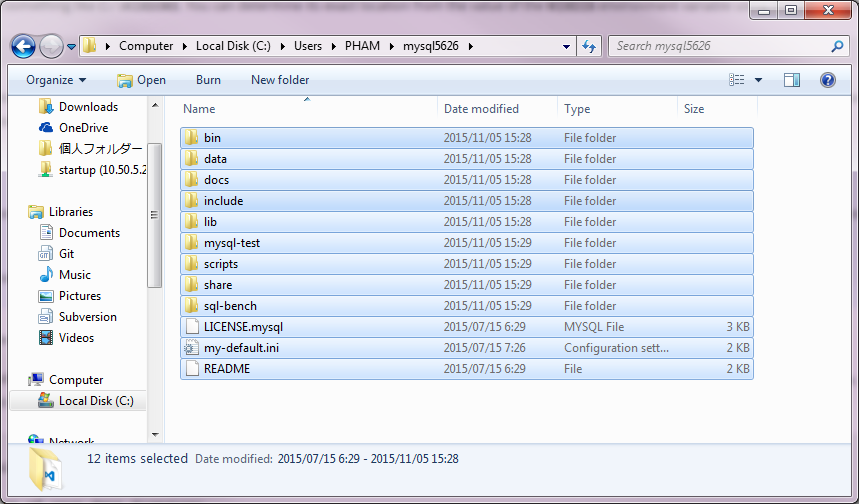 Computer Local Disk (C:) Users PHAM mysql5626 Search mysql5626
Organize Open Burn New folder
Downloads
OneDrive
個人フォルダー
startup (10.50.5.2
Libraries
Documents
Git
Music
Pictures
Subversion
Videos
Computer
Local Disk (C:)
Network
Name Date modified Type Size
bin 2015/11/05 15:28 File folder
data 2015/11/05 15:28 File folder
docs 2015/11/05 15:28 File folder
include 2015/11/05 15:28 File folder
lib 2015/11/05 15:28 File folder
mysql-test 2015/11/05 15:29 File folder
scripts 2015/11/05 15:29 File folder
share 2015/11/05 15:29 File folder
sql-bench 2015/11/05 15:29 File folder
LICENSE.mysql 2015/07/15 6:29 MYSQL File 3 KB
my-default.ini 2015/07/15 7:26 Configuration sett... 2 KB
README 2015/07/15 6:29 File 2 KB
12 items selected Date modified: 2015/07/15 6:29 - 2015/11/05 15:28